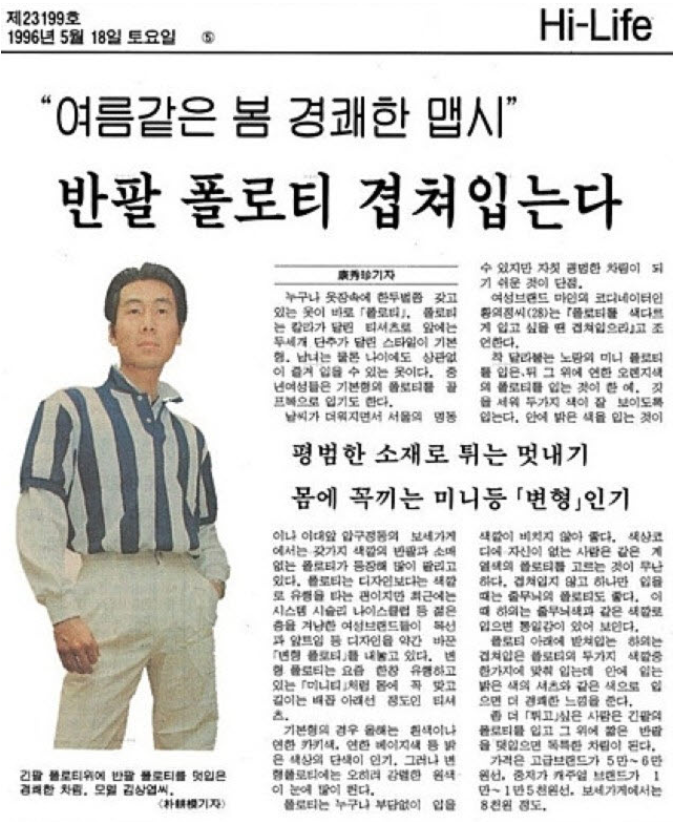 제23199호
1996년 5월 18일 토요일 ⑤
Hi-Life
“여름같은 봄 경쾌한 맵시”
반팔 폴로티 겹쳐입는다
康秀珍기자
누구나 옷장속에 한두벌쯤 갖고
있는 옷이 바로 「폴로티」. 폴로티
는 칼라가 달린 티셔츠로 앞에는
두세개 단추가 달린 스타일이 기본
형. 남녀는 물론 나이에도 상관없
이 즐겨 입을 수 있는 옷이다. 중
년여성들은 기본형의 폴로티를 골
프복으로 입기도 한다.
날씨가 더워지면서 서울의 명동
평범한 소재로 튀는 멋내기
몸에 꼭끼는 미니등 「변형」인기
이나 이대앞 압구정동의 보세가게
에서는 갖가지 색깔의 반팔과 소매
없는 폴로티가 등장해 많이 팔리고
있다. 폴로티는 디자인보다는 색깔
로 유행을 타는 편이지만 최근에는
시스템 시슬리 나이스클럽 등 젊은
층을 겨냥한 여성브랜드들이 목선
과 앞트임 등 디자인을 약간 바꾼
「변형 폴로티」를 내놓고 있다. 변
형 폴로티는 요즘 한창 유행하고
있는 「미니티」처럼 몸에 꼭 맞고
길이는 배꼽 아래선 정도인 티셔
츠.
기본형의 경우 올해는 흰색이나
연한 카키색, 연한 베이지색 등 밝
은 색상의 단색이 인기. 그러나 변
형폴로티에는 오히려 강렬한 원색
이 눈에 많이 띈다.
폴로티는 누구나 부담없이 입을
수 있지만 자칫 평범한 차림이 되
기 쉬운 것이 단점.
여성브랜드 마인의 코디네이터인
황의정씨(28)는 「폴로티를 색다르
게 입고 싶을 땐 겹쳐입으라」고 조
언한다.
착 달라붙는 노랑의 미니 폴로티
를 입은 뒤 그 위에 연한 오렌지색
의 폴로티를 입는 것이 한 예. 깃
을 세워 두가지 색이 잘 보이도록
입는다. 안에 밝은 색을 입는 것이
색깔이 비치지 않아 좋다. 색상코
디에 자신이 없는 사람은 같은 계
열색의 폴로티를 고르는 것이 무난
하다. 겹쳐입지 않고 하나만 입을
때는 줄무늬의 폴로티도 좋다. 이
때 하의는 줄무늬색과 같은 색깔로
입으면 통일감이 있어 보인다.
폴로티 아래에 받쳐입는 하의는
겹쳐입은 폴로티의 두가지 색깔중
한가지에 맞춰 입는데 안에 입는
밝은 색의 셔츠와 같은 색으로 입
으면 더 경쾌한 느낌을 준다.
좀 더 「튀고」싶은 사람은 긴팔의
폴로티를 입고 그 위에 짧은 반팔
을 덧입으면 독특한 차림이 된다.
가격은 고급브랜드가 5만～6만
원선, 중저가 캐주얼 브랜드가 1
만～1만5천원선. 보세가게에서는
8천원 정도.
긴팔 폴로티위에 반팔 폴로티를 덧입은
경쾌한 차림. 모델 김상엽씨.